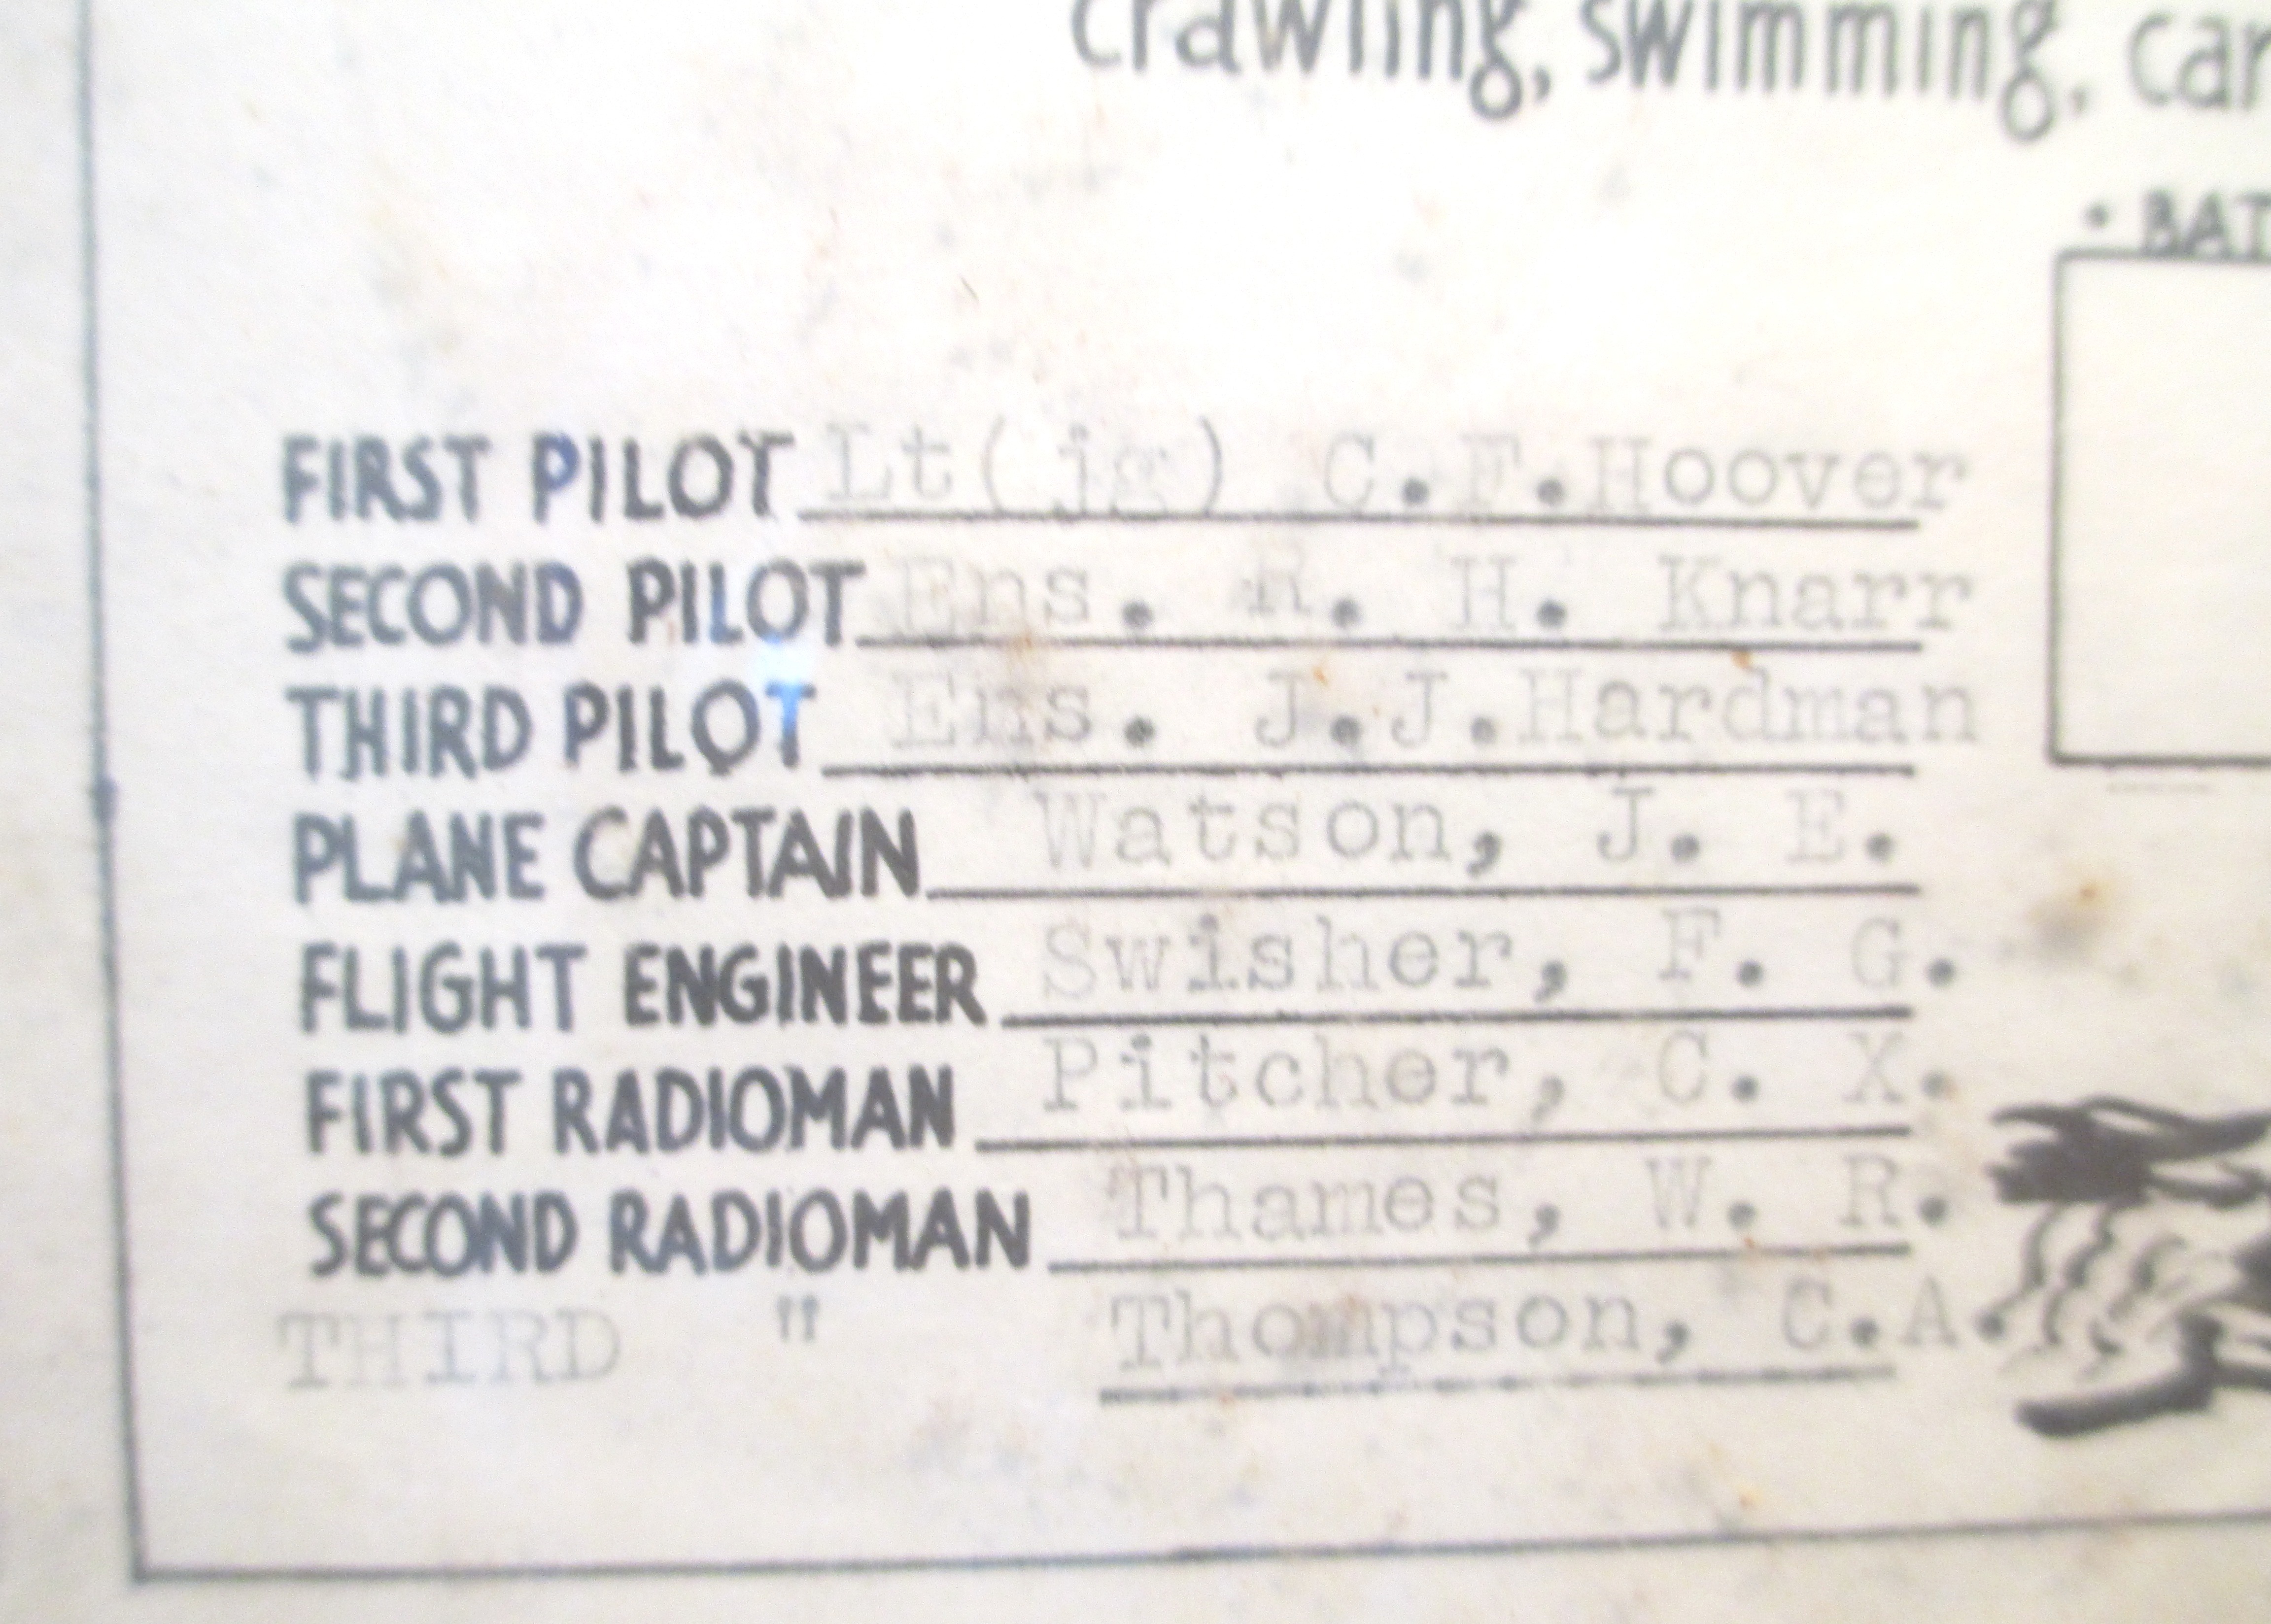 crawling, swimming, car
• BAT
FIRST PILOT Lt(jg) C.F.Hoover
SECOND PILOT Ens. R. H. Knarr
THIRD PILOT Ens. J.J.Hardman
PLANE CAPTAIN Watson, J. E.
FLIGHT ENGINEER Swisher, F. G.
FIRST RADIOMAN Pitcher, C. X.
SECOND RADIOMAN Thames, W. R.
THIRD " Thompson, C.A.